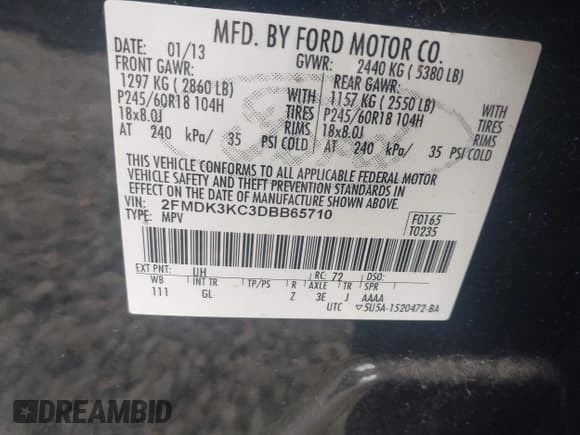 MFD. BY FORD MOTOR CO.
DATE: 01/13 GVWR: 2440 KG ( 5380 LB)
FRONT GAWR: REAR GAWR:
1297 KG ( 2860 LB) WITH 1157 KG ( 2550 LB) WITH
P245/60R18 104H TIRES P245/60R18 104H TIRES
18x8.0J RIMS 18x8.0J RIMS
AT 240 kPa/ 35 PSI COLD AT 240 kPa/ 35 PSI COLD
Ford
THIS VEHICLE CONFORMS TO ALL APPLICABLE FEDERAL MOTOR
VEHICLE SAFETY AND THEFT PREVENTION STANDARDS IN
EFFECT ON THE DATE OF MANUFACTURE SHOWN ABOVE.
VIN: 2FMDK3KC3DBB65710 F0165
TYPE: MPV T0235
EXT PNT: UH RC: 72 DSO:
WB INT TR TP/PS R AXLE TR SPR
111 GL Z 3E J AAAA
UTC ▽5U5A-1520472-BA
DREAMBID